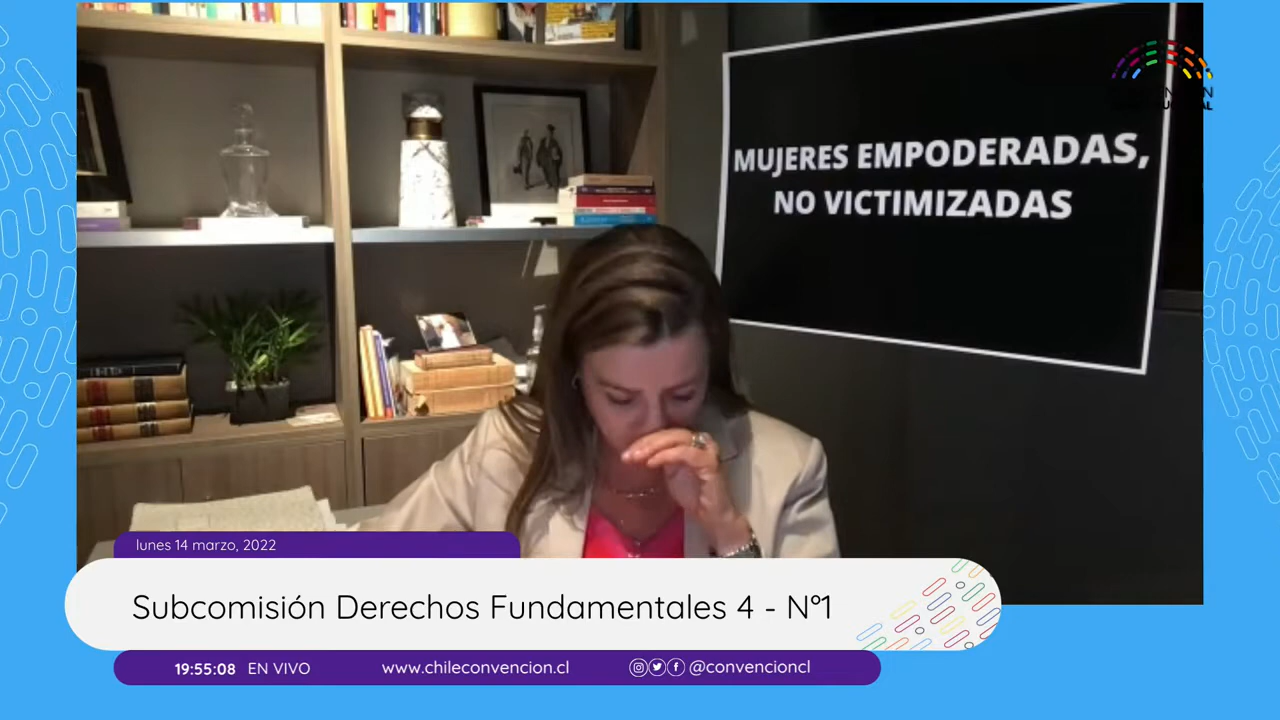 MUJERES EMPODERADAS,
NO VICTIMIZADAS
lunes 14 marzo, 2022
Subcomisión Derechos Fundamentales 4 - N°1
19:55:08 EN VIVO www.chileconvencion.cl @convencioncl